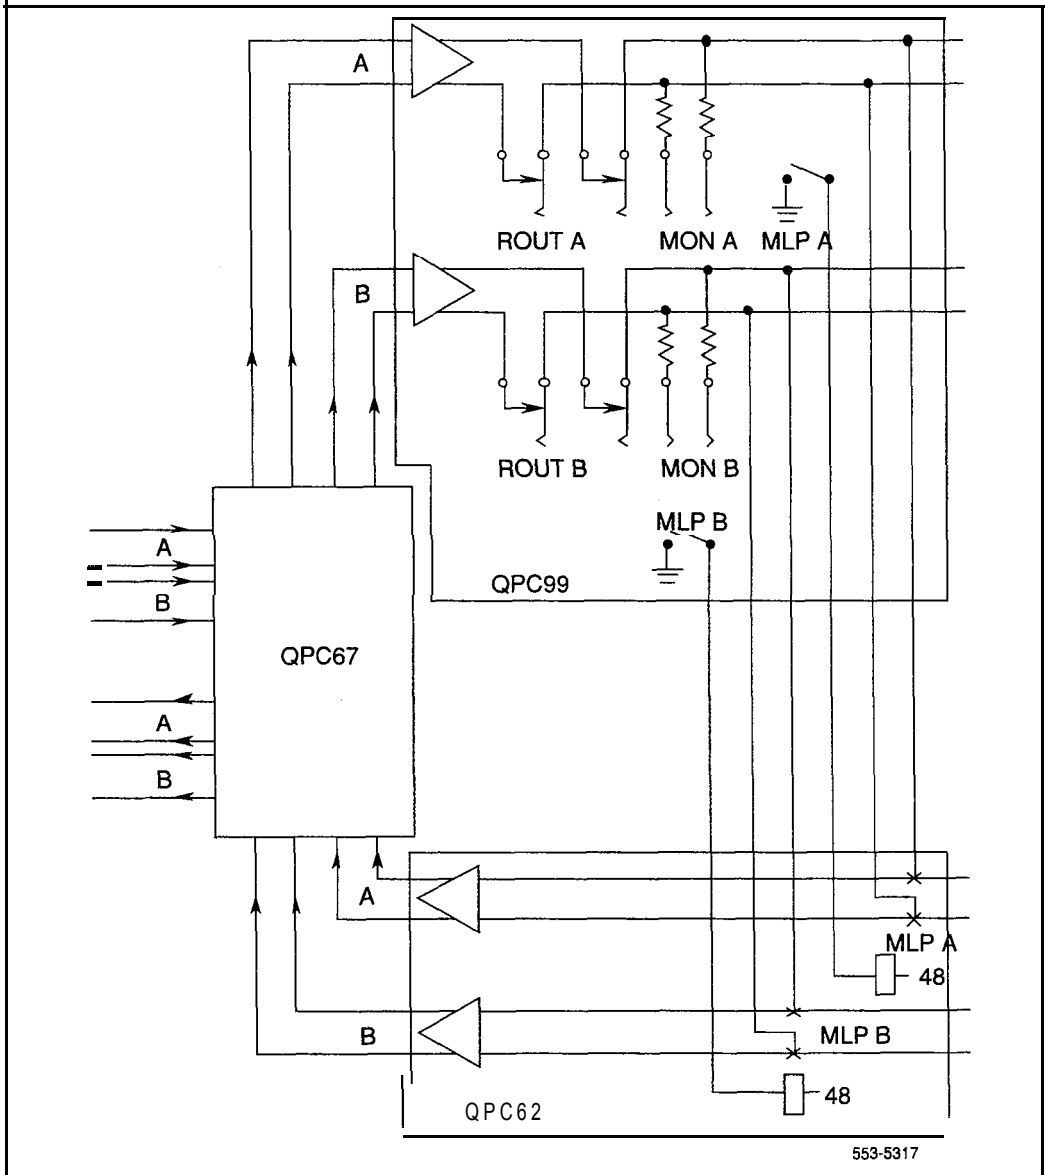 A
ROUT A
MON A
MLP A
B
ROUT B
MON B
MLP B
QPC99
A
B
QPC67
A
B
A
MLP A
48
B
MLP B
48
QPC62
553-5317